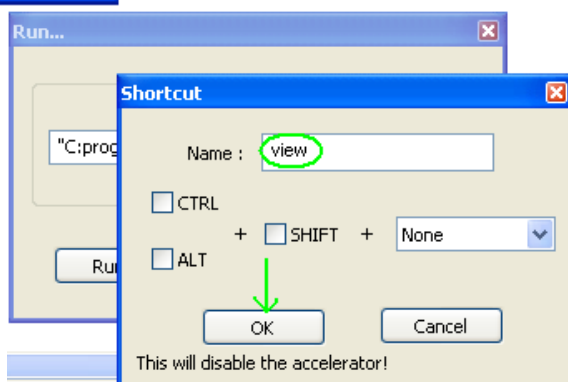 Run...
Shortcut
"C:prog
Name : view
CTRL
+ SHIFT + None
ALT
Ru
OK Cancel
This will disable the accelerator!